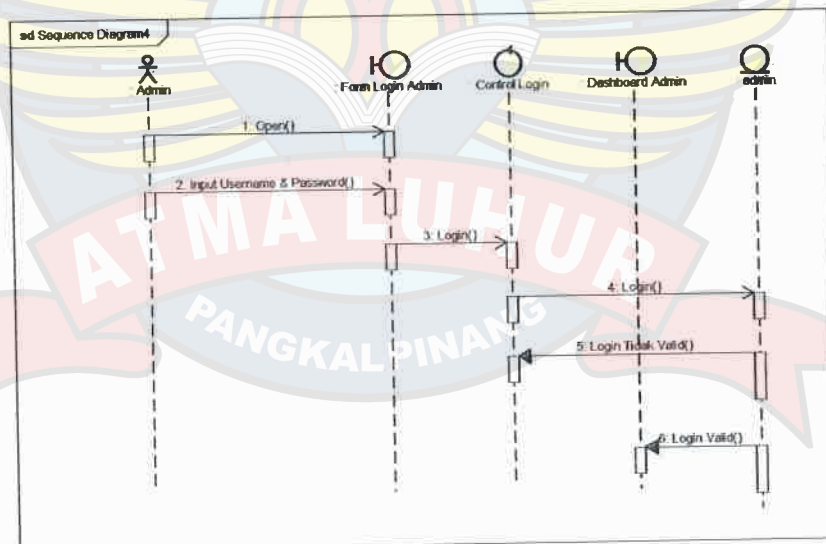 sd Sequence Diagram4
Admin
Form Login Admin
Control Login
Dashboard Admin
admin
1: Open()
2. Input Username & Password()
3: Login()
4: Login()
5: Login Tidak Valid()
6: Login Valid()
ATMA LUHUR
PANGKALPINANG